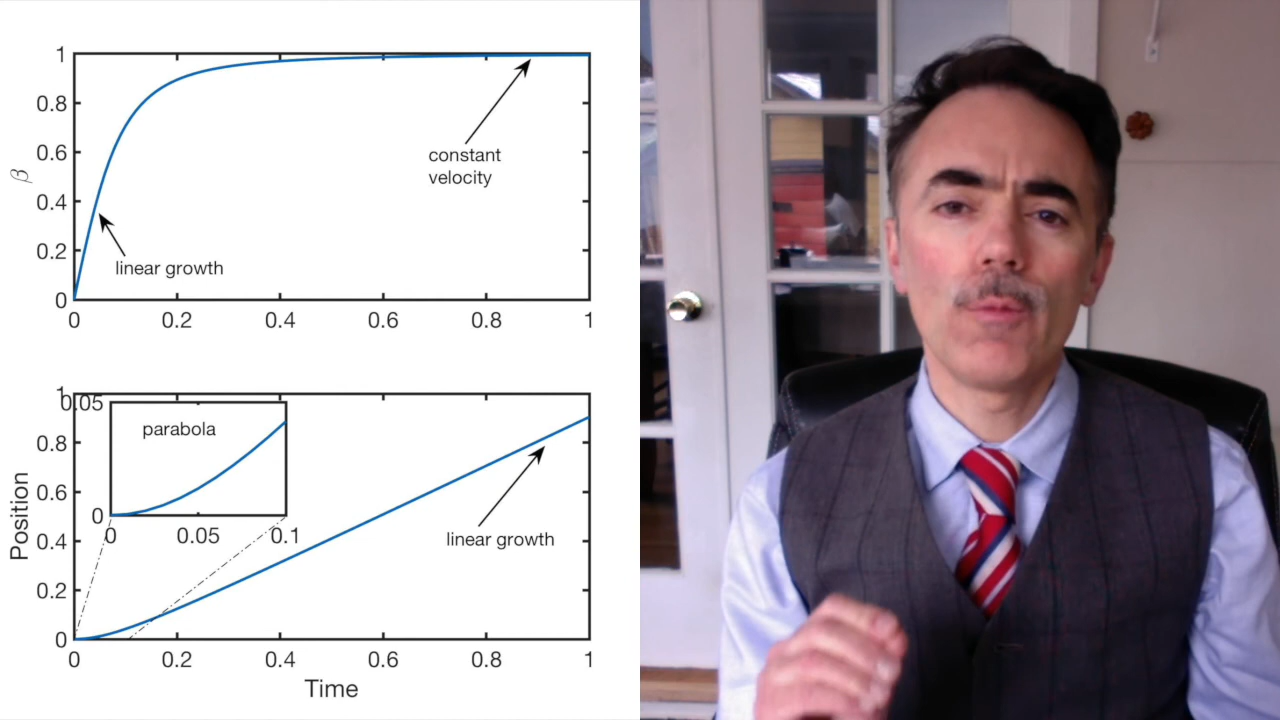 1
0.8
0.6
0.4
0.2
0
β
constant
velocity
linear growth
0 0.2 0.4 0.6 0.8 1
1
0.8
0.6
0.4
0.2
0
Position
0.05
0
parabola
0 0.05 0.1
linear growth
0 0.2 0.4 0.6 0.8 1
Time